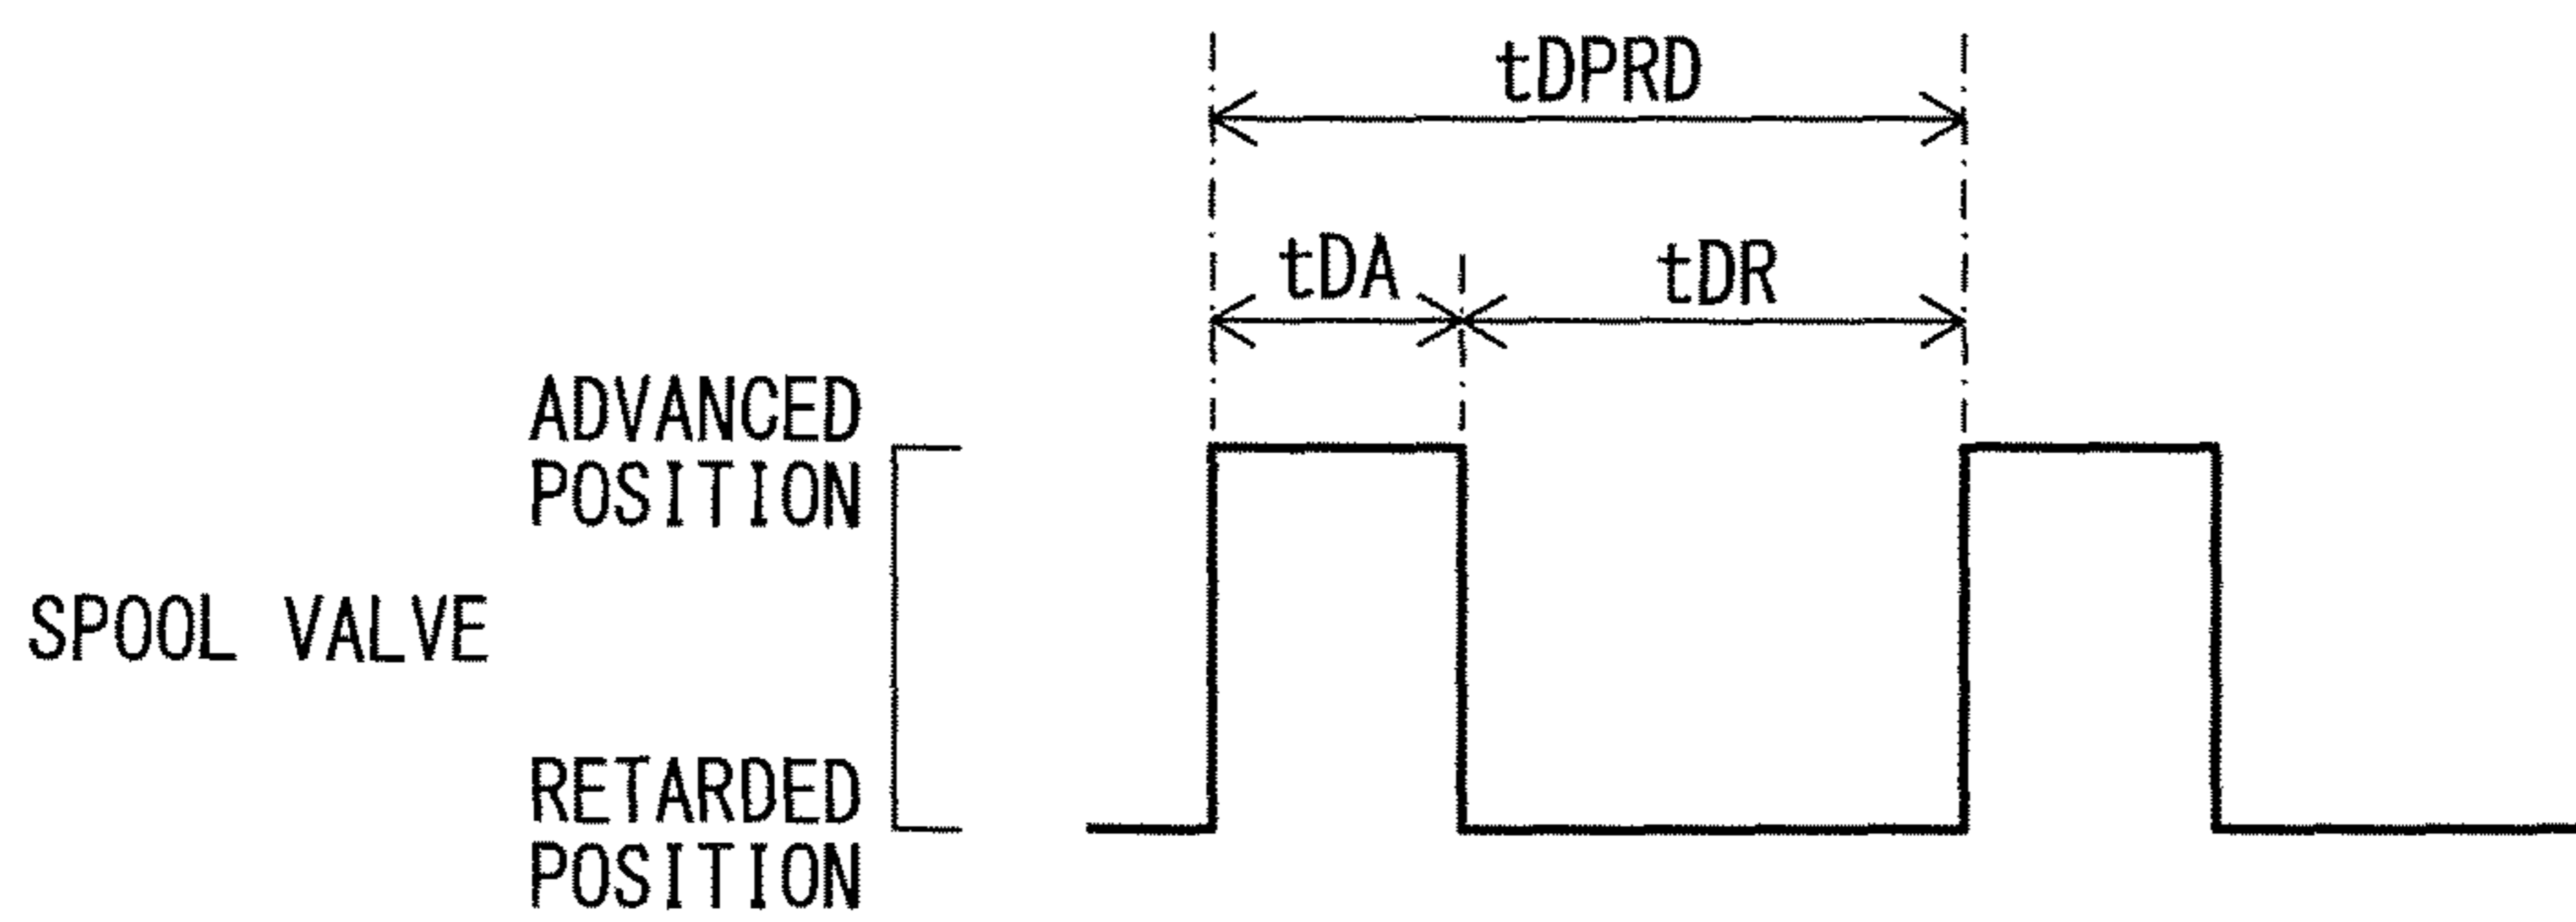 tDPRD
tDA
tDR
ADVANCED
POSITION
SPOOL VALVE
RETARDED
POSITION